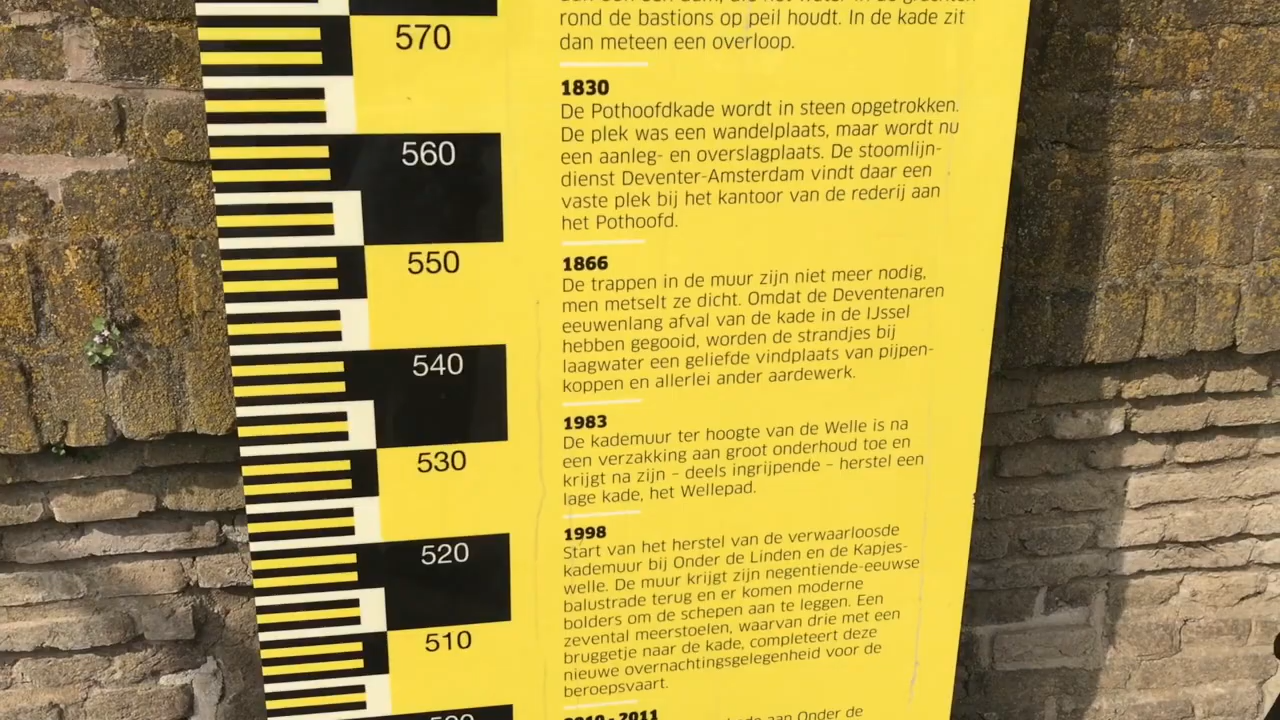 rond de bastions op peil houdt. In de kade zit
dan meteen een overloop.
570
1830
De Pothoofdkade wordt in steen opgetrokken.
De plek was een wandelplaats, maar wordt nu
een aanleg- en overslagplaats. De stoomlijn-
dienst Deventer-Amsterdam vindt daar een
vaste plek bij het kantoor van de rederij aan
het Pothoofd.
560
550
1866
De trappen in de muur zijn niet meer nodig,
men metselt ze dicht. Omdat de Deventenaren
eeuwenlang afval van de kade in de IJssel
hebben gegooid, worden de strandjes bij
laagwater een geliefde vindplaats van pijpen-
koppen en allerlei ander aardewerk.
540
1983
De kademuur ter hoogte van de Welle is na
een verzakking aan groot onderhoud toe en
krijgt na zijn – deels ingrijpende – herstel een
lage kade, het Wellepad.
530
1998
Start van het herstel van de verwaarloosde
kademuur bij Onder de Linden en de Kapjes-
welle. De muur krijgt zijn negentiende-eeuwse
balustrade terug en er komen moderne
bolders om de schepen aan te leggen. Een
zevental meerstoelen, waarvan drie met een
bruggetje naar de kade, completeert deze
nieuwe overnachtingsgelegenheid voor de
beroepsvaart.
520
510
2010-2011
aan Onder de